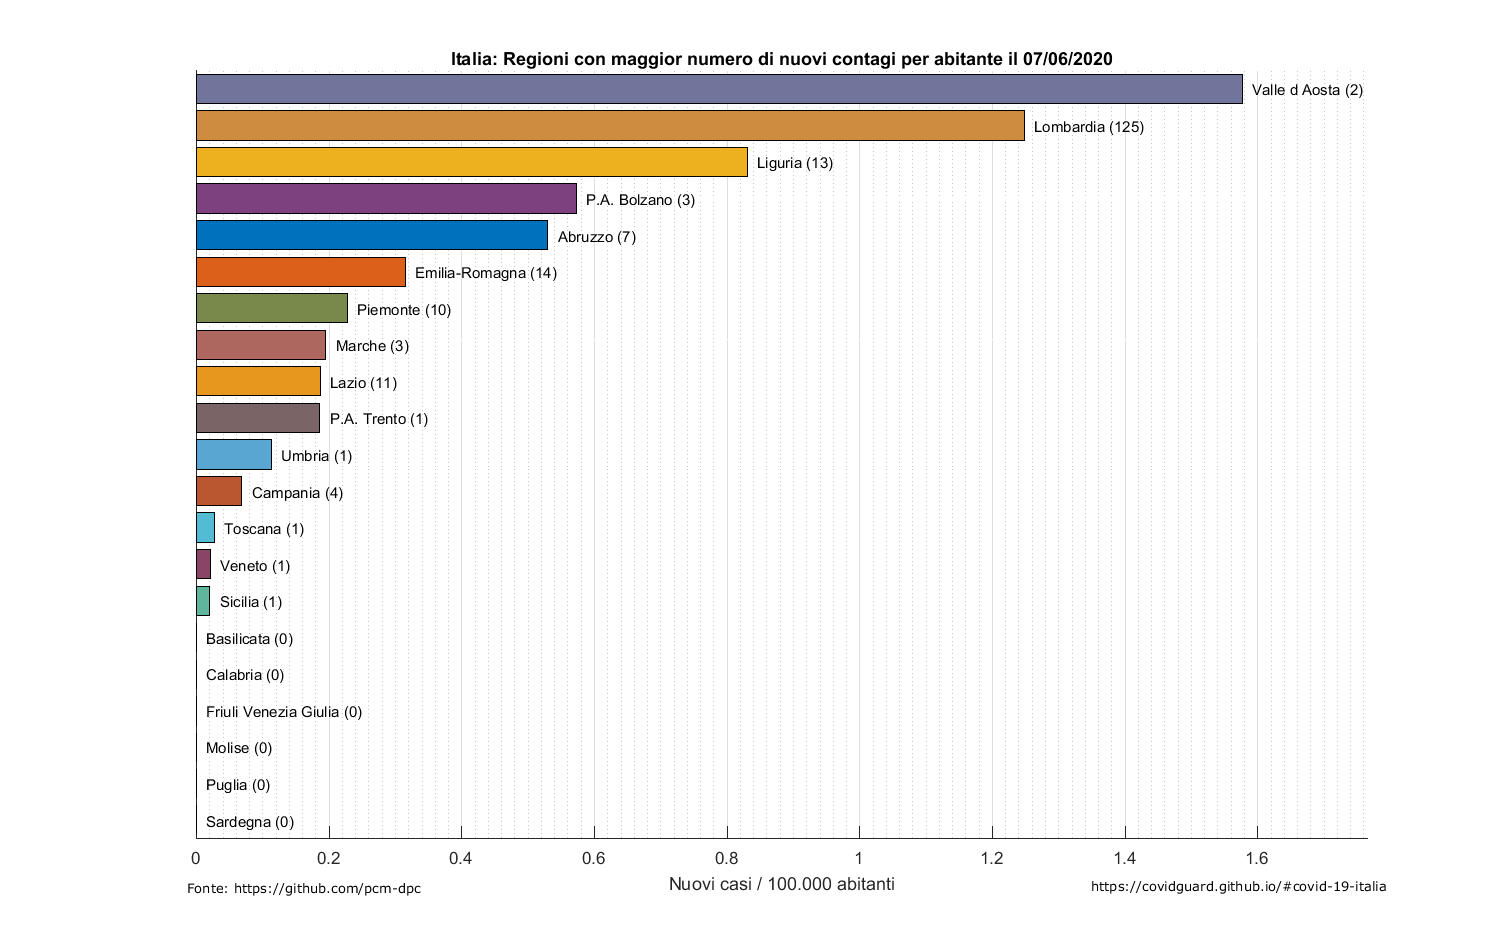 Italia: Regioni con maggior numero di nuovi contagi per abitante il 07/06/2020
Valle d Aosta (2)
Lombardia (125)
Liguria (13)
P.A. Bolzano (3)
Abruzzo (7)
Emilia-Romagna (14)
Piemonte (10)
Marche (3)
Lazio (11)
P.A. Trento (1)
Umbria (1)
Campania (4)
Toscana (1)
Veneto (1)
Sicilia (1)
Basilicata (0)
Calabria (0)
Friuli Venezia Giulia (0)
Molise (0)
Puglia (0)
Sardegna (0)
0 0.2 0.4 0.6 0.8 1 1.2 1.4 1.6
Nuovi casi / 100.000 abitanti
Fonte: https://github.com/pcm-dpc
https://covidguard.github.io/#covid-19-italia